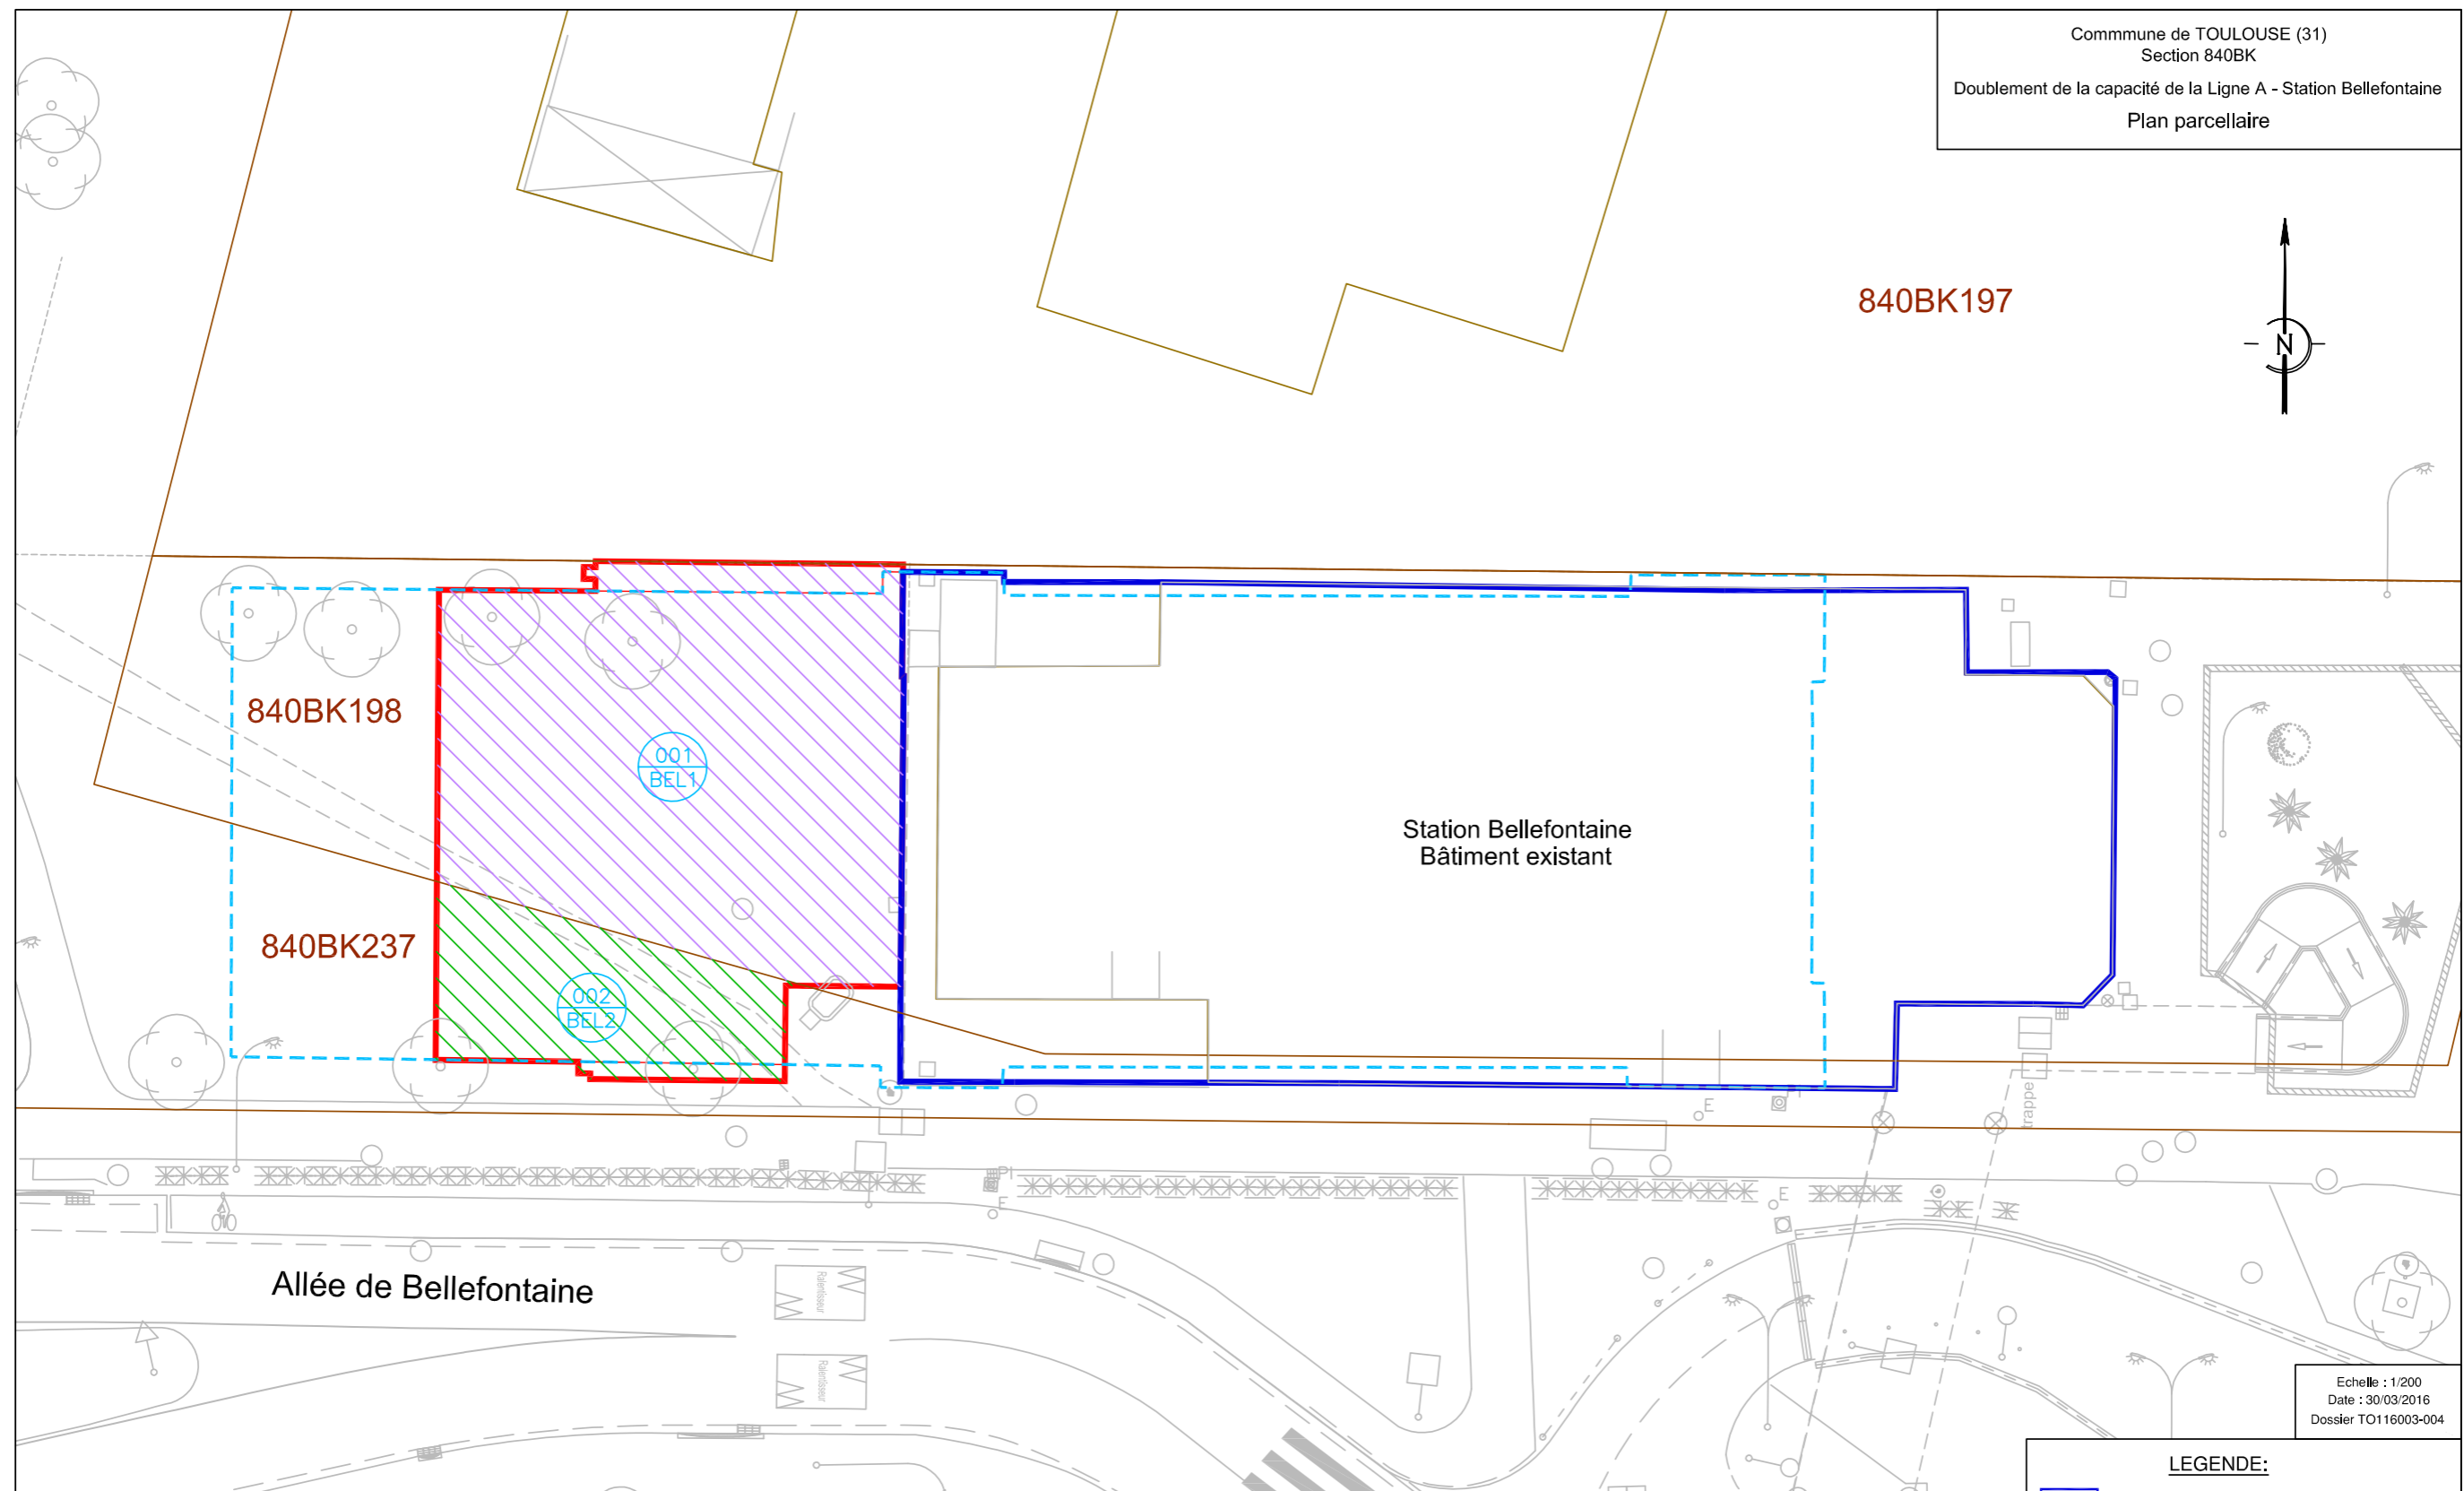 Commmune de TOULOUSE (31)
Section 840BK
Doublement de la capacité de la Ligne A - Station Bellefontaine
Plan parcellaire
840BK197
N
840BK198
001
BEL1
Station Bellefontaine
Bâtiment existant
840BK237
002
BEL2
trappe
E
PI
E
E
Allée de Bellefontaine
Ralentisseur
Ralentisseur
Echelle : 1/200
Date : 30/03/2016
Dossier TO116003-004
LEGENDE: